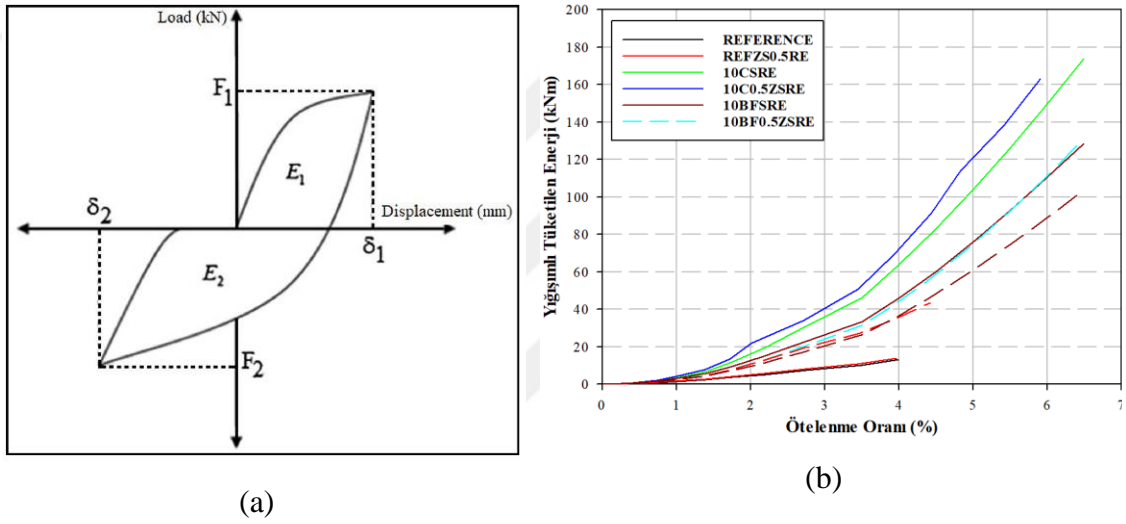 Load (kN)
F1
E1
Displacement (mm)
δ2
δ1
E2
F2
(a)
200
180
160
140
120
100
80
60
40
20
0
Yığışımlı Tüketilen Enerji (kNm)
REFERENCE
REFZS0.5RE
10CSRE
10C0.5ZSRE
10BFSRE
10BF0.5ZSRE
0 1 2 3 4 5 6 7
Ötelenme Oranı (%)
(b)